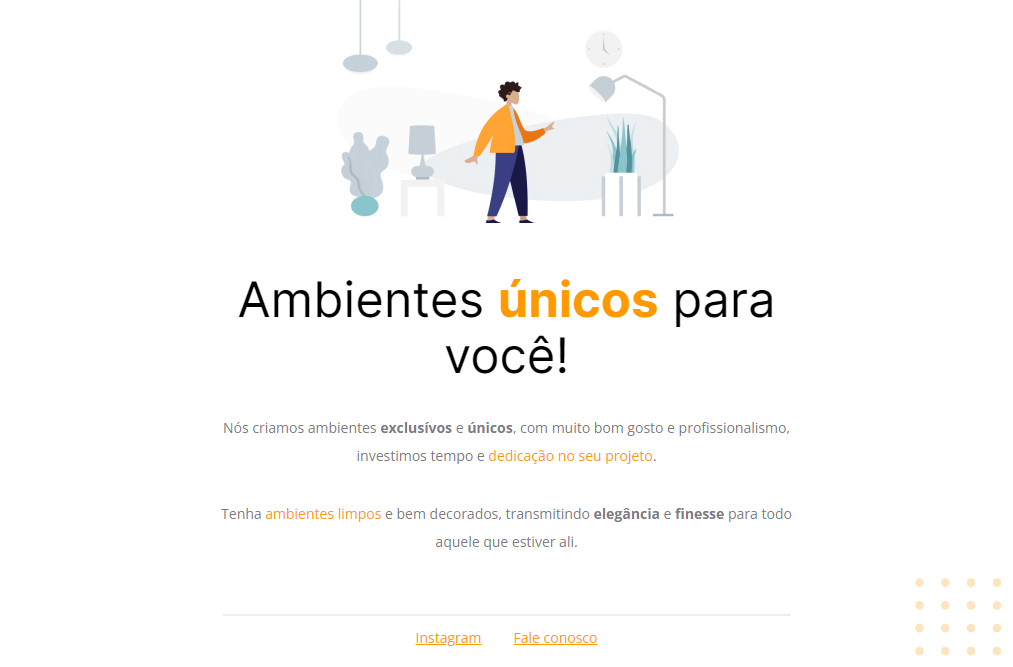 Ambientes únicos para
você!
Nós criamos ambientes exclusívos e únicos, com muito bom gosto e profissionalismo,
investimos tempo e dedicação no seu projeto.
Tenha ambientes limpos e bem decorados, transmitindo elegância e finesse para todo
aquele que estiver ali.
Instagram Fale conosco